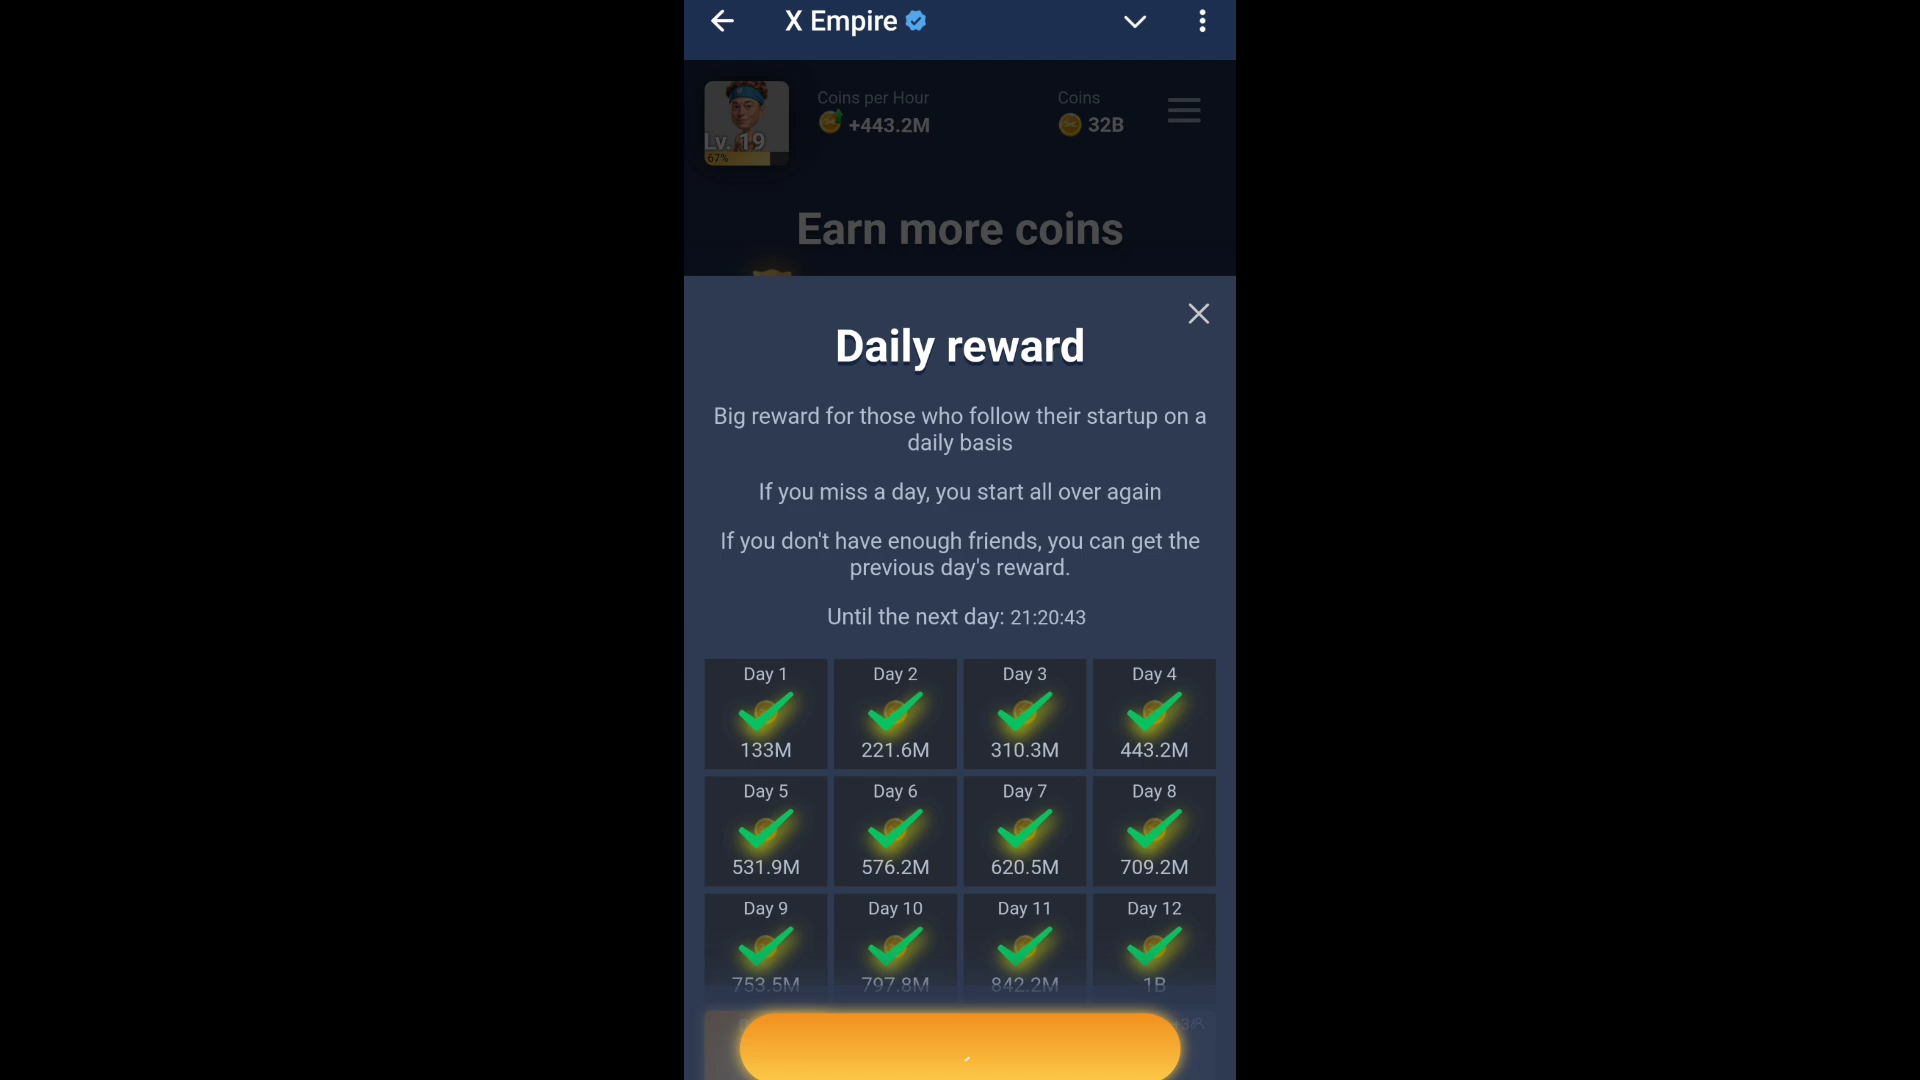 X Empire
Coins per Hour
+443.2M
Coins
32B
Lv. 19
67%
Earn more coins
Daily reward
Big reward for those who follow their startup on a
daily basis
If you miss a day, you start all over again
If you don't have enough friends, you can get the
previous day's reward.
Until the next day: 21:20:43
Day 1 Day 2 Day 3 Day 4
133M 221.6M 310.3M 443.2M
Day 5 Day 6 Day 7 Day 8
531.9M 576.2M 620.5M 709.2M
Day 9 Day 10 Day 11 Day 12
753.5M 797.8M 842.2M 1B
+3